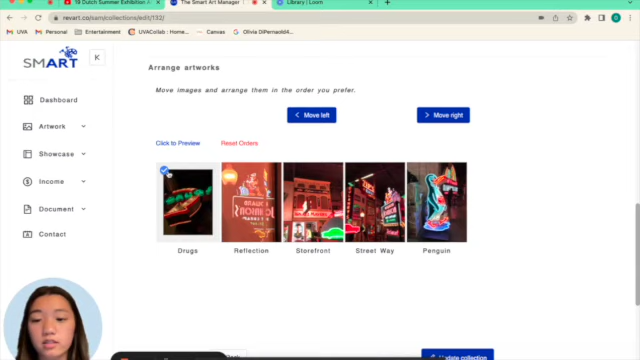 18 Dutch Summer Exhibition A
The Smart Art Manager
Library | Loom
revart.co/sam/collections/edit/132/
UVA
Personal
Entertainment
UVACollab : Home
Canvas
Olivia DiPernaold4
SMART
Dashboard
Artwork
Showcase
Income
Document
Contact
Arrange artworks
Move images and arrange them in the order you prefer.
Move left
Move right
Click to Preview
Reset Orders
Drugs
Reflection
Storefront
Street Way
Penguin
Update collection